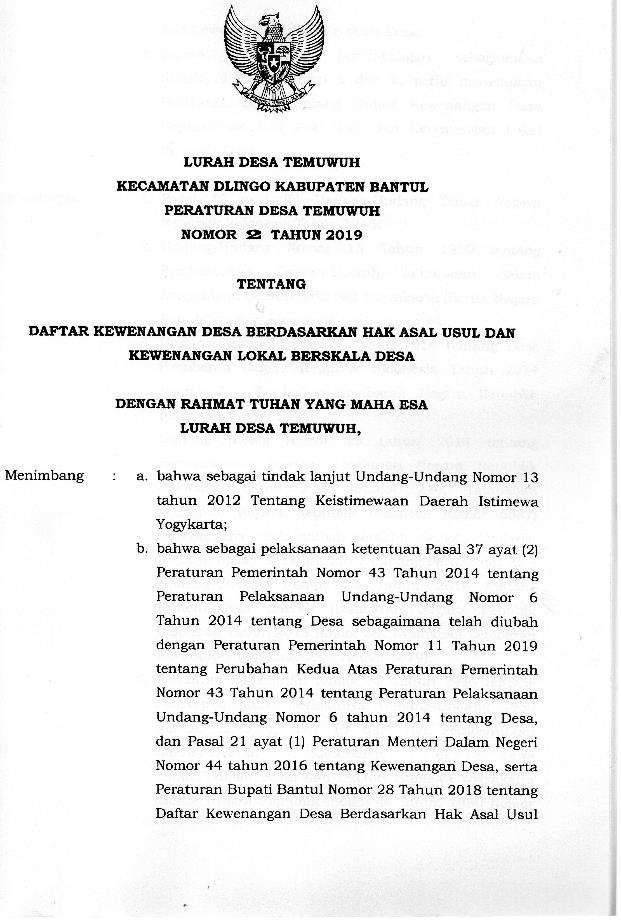 LURAH DESA TEMUWUH
KECAMATAN DLINGO KABUPATEN BANTUL
PERATURAN DESA TEMUWUH
NOMOR 2 TAHUN 2019
TENTANG
DAFTAR KEWENANGAN DESA BERDASARKAN HAK ASAL USUL DAN
KEWENANGAN LOKAL BERSKALA DESA
DENGAN RAHMAT TUHAN YANG MAHA ESA
LURAH DESA TEMUWUH,
Menimbang : a. bahwa sebagai tindak lanjut Undang-Undang Nomor 13
tahun 2012 Tentang Keistimewaan Daerah Istimewa
Yogykarta;
b. bahwa sebagai pelaksanaan ketentuan Pasal 37 ayat (2)
Peraturan Pemerintah Nomor 43 Tahun 2014 tentang
Peraturan Pelaksanaan Undang-Undang Nomor 6
Tahun 2014 tentang Desa sebagaimana telah diubah
dengan Peraturan Pemerintah Nomor 11 Tahun 2019
tentang Perubahan Kedua Atas Peraturan Pemerintah
Nomor 43 Tahun 2014 tentang Peraturan Pelaksanaan
Undang-Undang Nomor 6 tahun 2014 tentang Desa,
dan Pasal 21 ayat (1) Peraturan Menteri Dalam Negeri
Nomor 44 tahun 2016 tentang Kewenangan Desa, serta
Peraturan Bupati Bantul Nomor 28 Tahun 2018 tentang
Daftar Kewenangan Desa Berdasarkan Hak Asal Usul